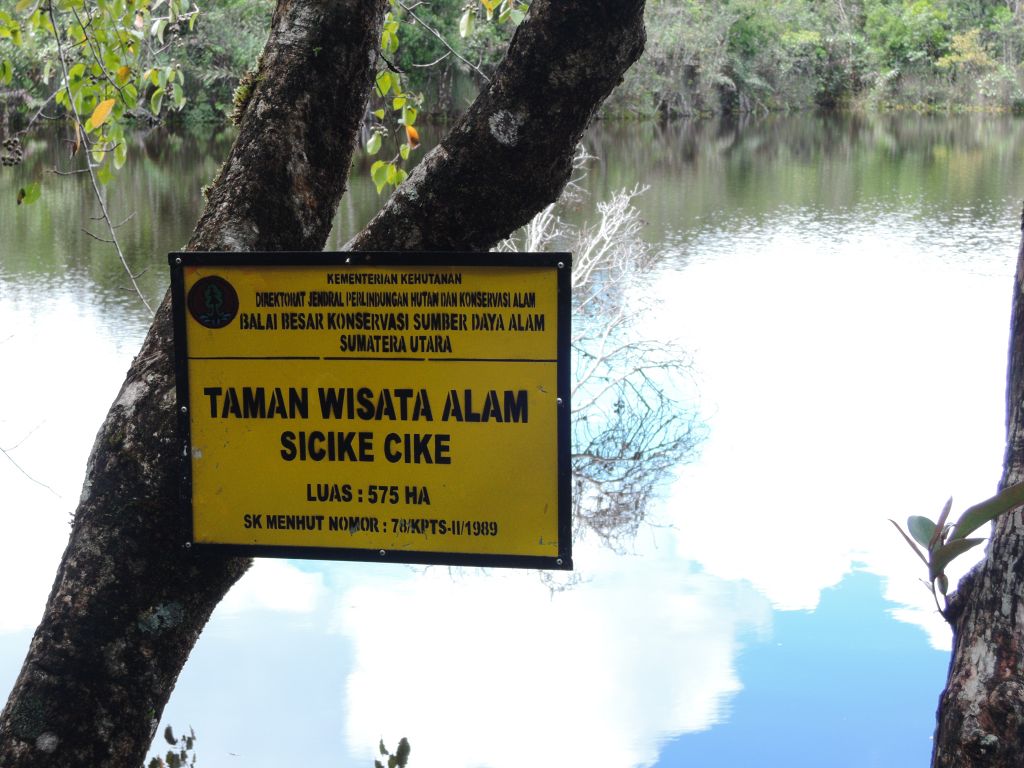 KEMENTERIAN KEHUTANAN
DIREKTORAT JENDRAL PERLINDUNGAN HUTAN DAN KONSERVASI ALAM
BALAI BESAR KONSERVASI SUMBER DAYA ALAM
SUMATERA UTARA
TAMAN WISATA ALAM
SICIKE CIKE
LUAS : 575 HA
SK MENHUT NOMOR : 78/KPTS-II/1989